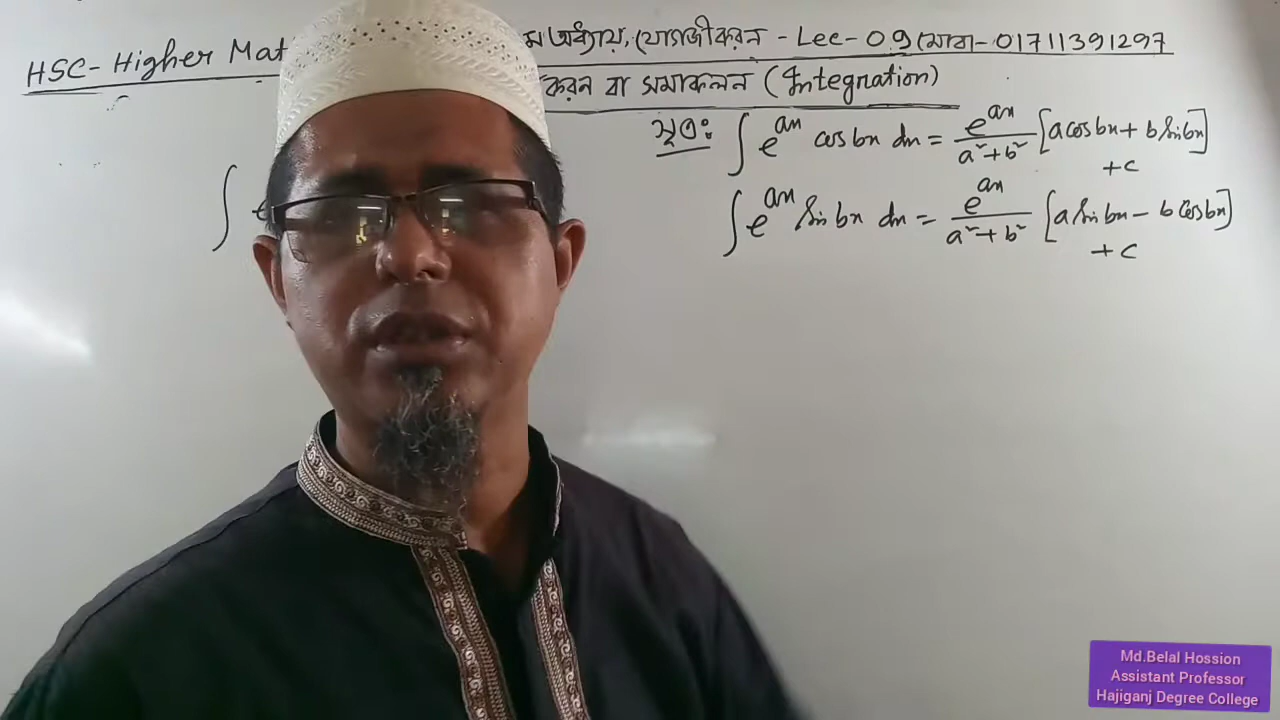 HSC- Higher Mat
ম অধ্যায়, যোগজীকরন - Lec- 09 (মোবা- 01711391297
করন বা সমাকলন (Integration)
সূত্র: ∫ e^ax cos bx dx = e^ax / a²+b² [a cos bx + b sin bx]
+c
∫ e
∫ e^ax sin bx dx = e^ax / a²+b² [a sin bx - b cos bx]
+c
Md.Belal Hossion
Assistant Professor
Hajiganj Degree College